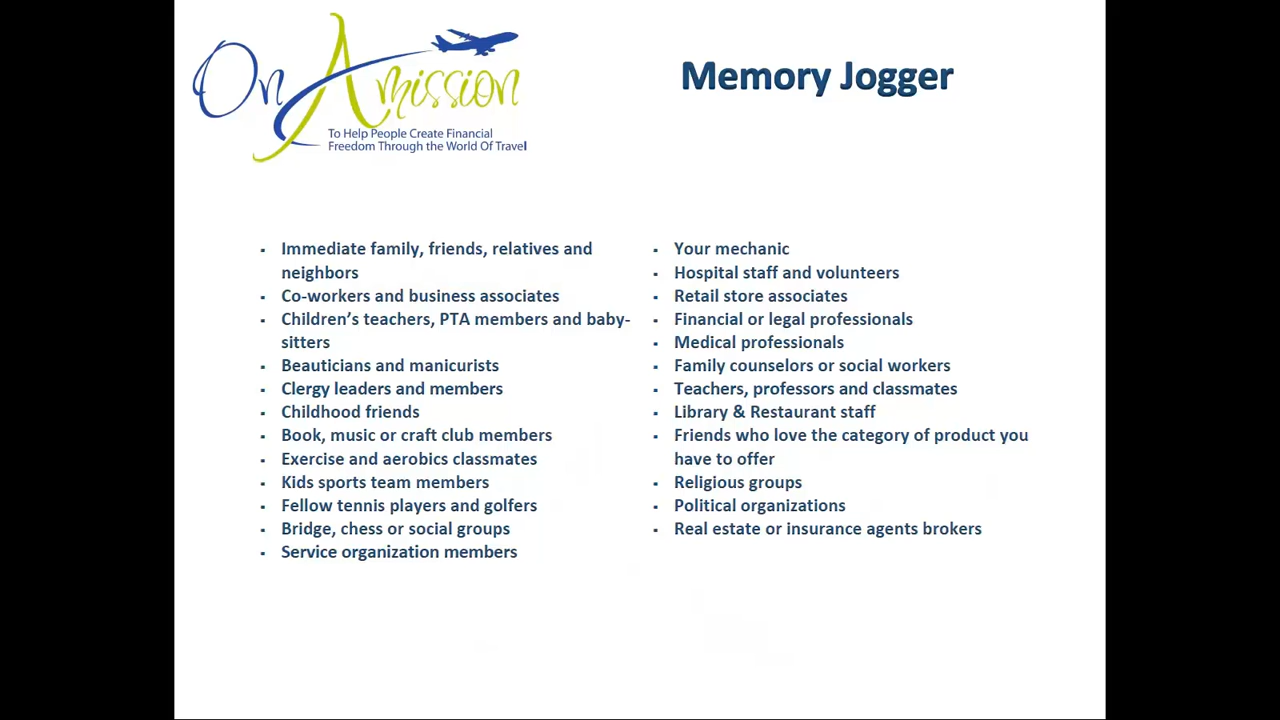 On A mission
To Help People Create Financial
Freedom Through the World Of Travel
Memory Jogger
▪ Immediate family, friends, relatives and
neighbors
▪ Co-workers and business associates
▪ Children’s teachers, PTA members and baby-
sitters
▪ Beauticians and manicurists
▪ Clergy leaders and members
▪ Childhood friends
▪ Book, music or craft club members
▪ Exercise and aerobics classmates
▪ Kids sports team members
▪ Fellow tennis players and golfers
▪ Bridge, chess or social groups
▪ Service organization members
▪ Your mechanic
▪ Hospital staff and volunteers
▪ Retail store associates
▪ Financial or legal professionals
▪ Medical professionals
▪ Family counselors or social workers
▪ Teachers, professors and classmates
▪ Library & Restaurant staff
▪ Friends who love the category of product you
have to offer
▪ Religious groups
▪ Political organizations
▪ Real estate or insurance agents brokers